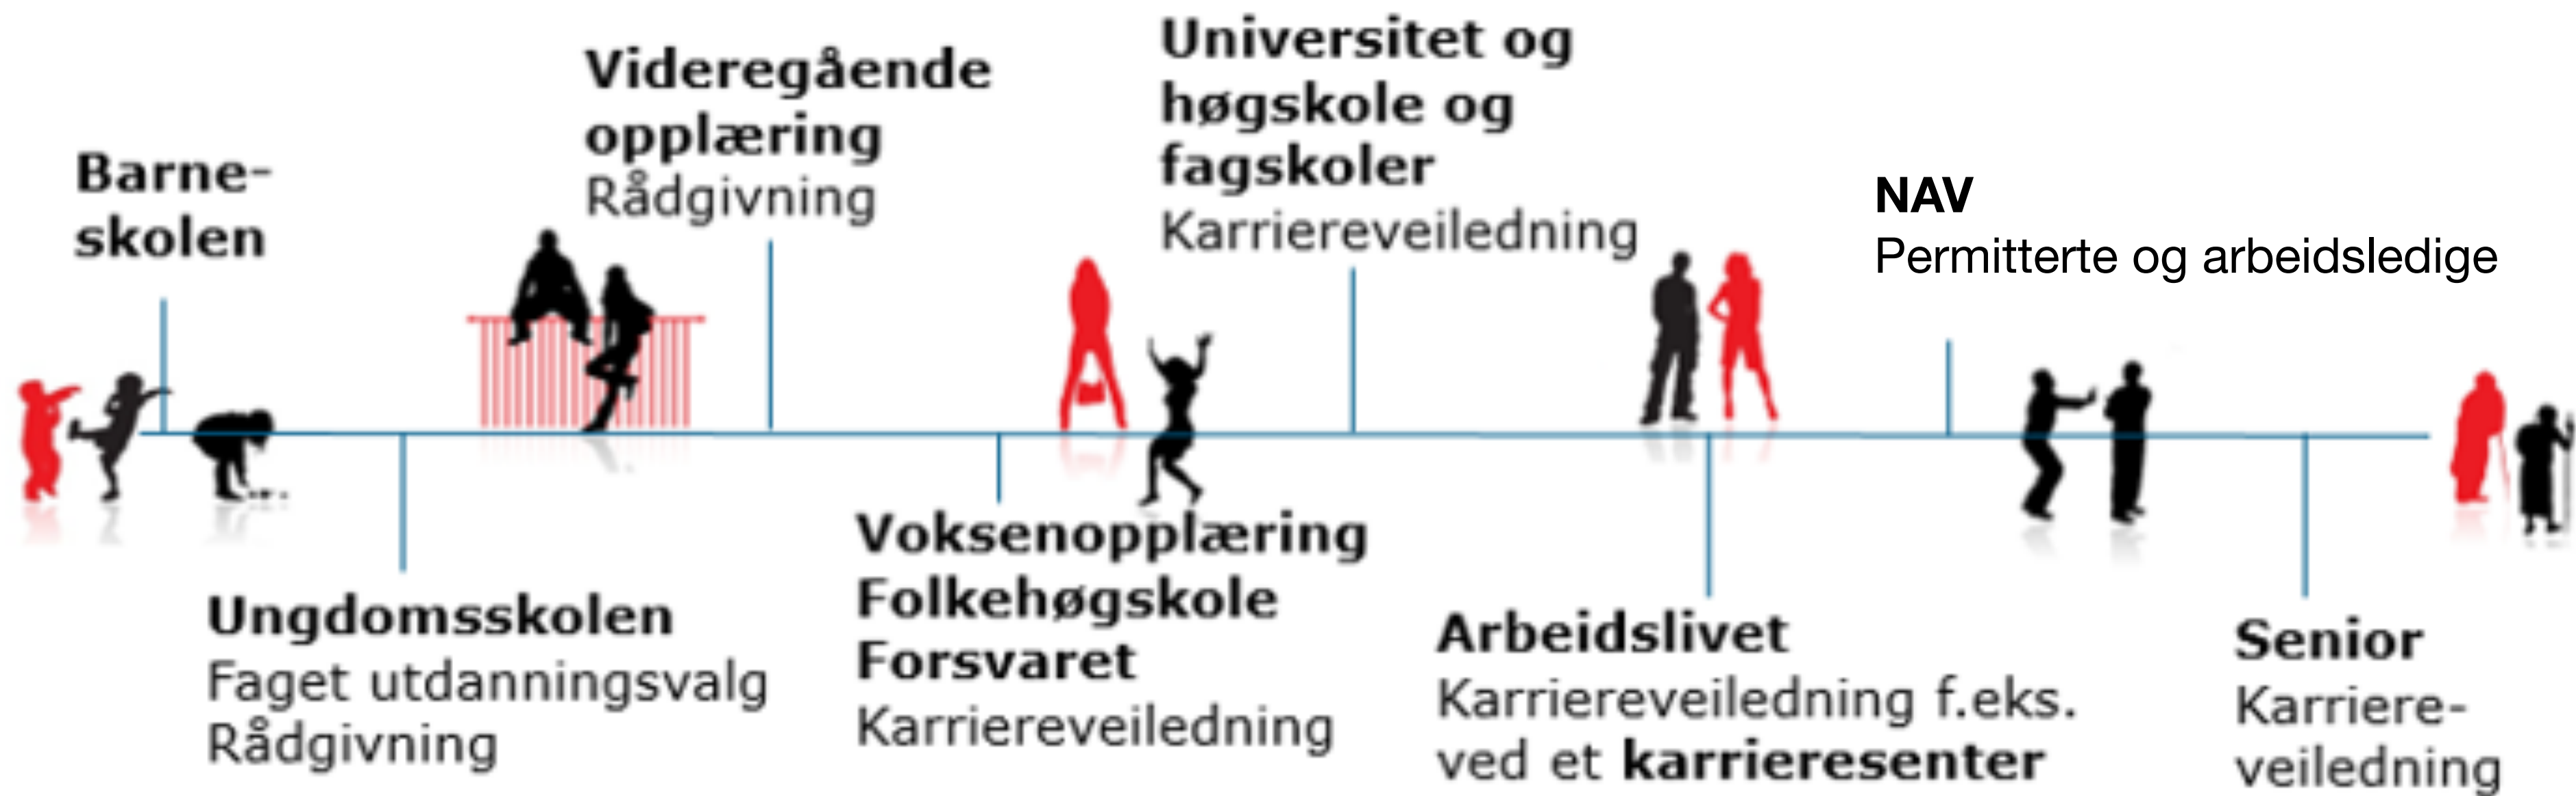 Barne-
skolen
Ungdomsskolen
Faget utdanningsvalg
Rådgivning
Videregående
opplæring
Rådgivning
Voksenopplæring
Folkehøgskole
Forsvaret
Karriereveiledning
Universitet og
høgskole og
fagskoler
Karriereveiledning
Arbeidslivet
Karriereveiledning f.eks.
ved et karrieresenter
NAV
Permitterte og arbeidsledige
Senior
Karriere-
veiledning